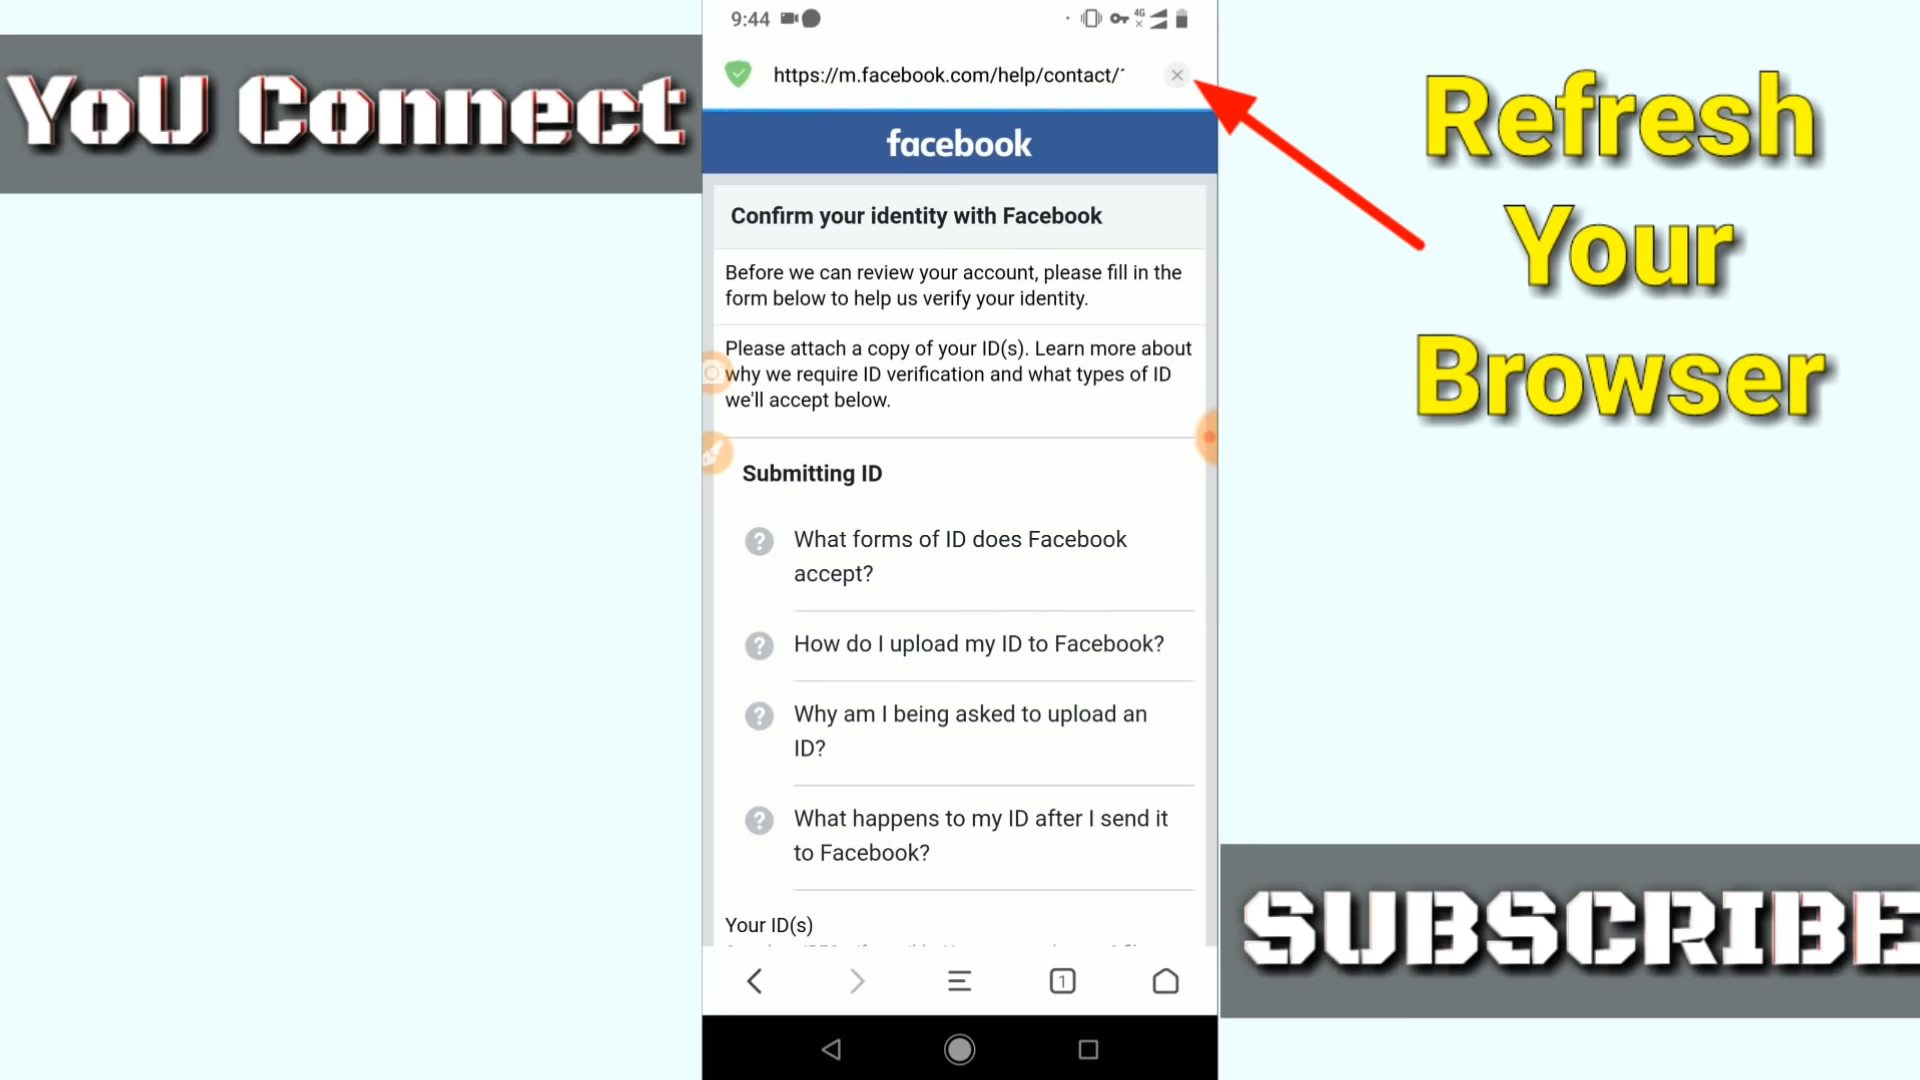 YoU Connect
9:44
4G
https://m.facebook.com/help/contact/
facebook
Confirm your identity with Facebook
Before we can review your account, please fill in the
form below to help us verify your identity.
Please attach a copy of your ID(s). Learn more about
why we require ID verification and what types of ID
we'll accept below.
Submitting ID
What forms of ID does Facebook
accept?
How do I upload my ID to Facebook?
Why am I being asked to upload an
ID?
What happens to my ID after I send it
to Facebook?
Your ID(s)
1
Refresh
Your
Browser
SUBSCRIBE